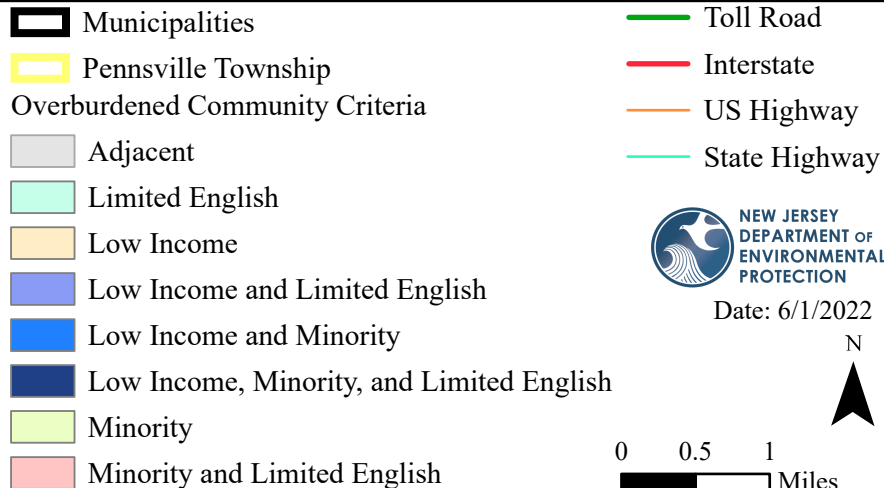 Municipalities
Pennsville Township
Overburdened Community Criteria
Adjacent
Limited English
Low Income
Low Income and Limited English
Low Income and Minority
Low Income, Minority, and Limited English
Minority
Minority and Limited English
Toll Road
Interstate
US Highway
State Highway
NEW JERSEY
DEPARTMENT OF
ENVIRONMENTAL
PROTECTION
Date: 6/1/2022
N
0 0.5 1
Miles